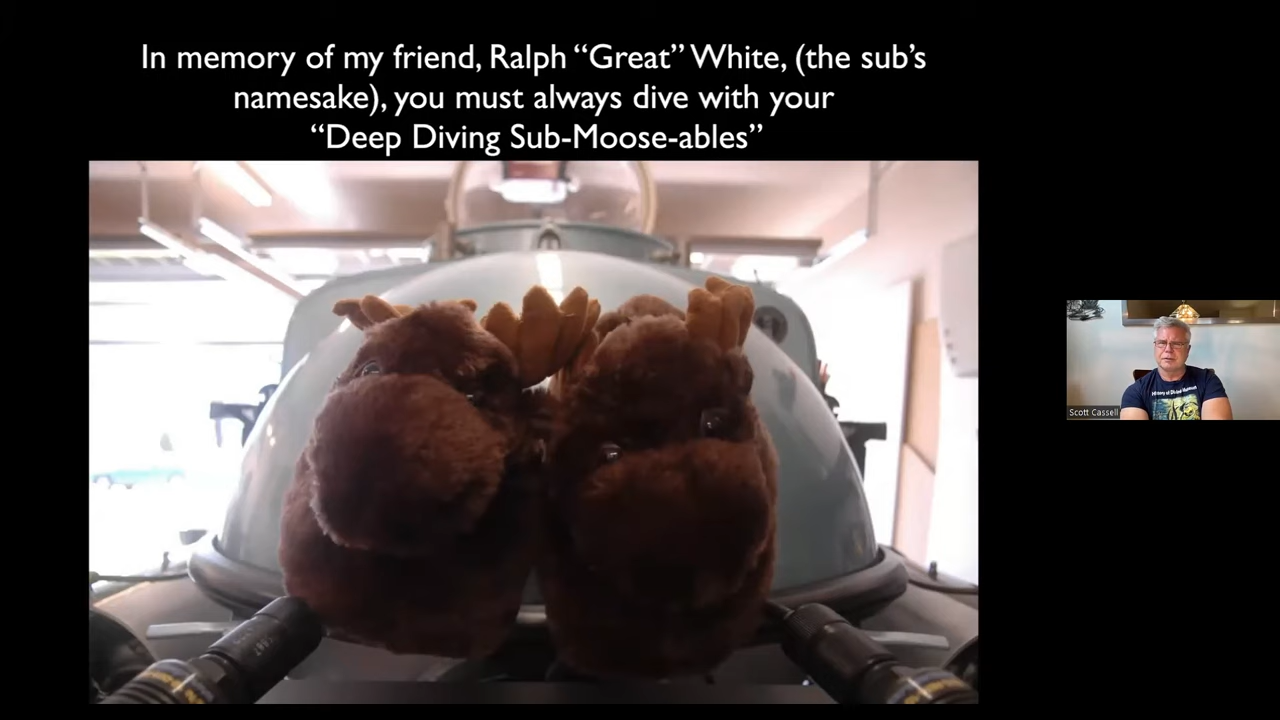 In memory of my friend, Ralph “Great” White, (the sub’s
namesake), you must always dive with your
“Deep Diving Sub-Moose-ables”
Scott Cassell